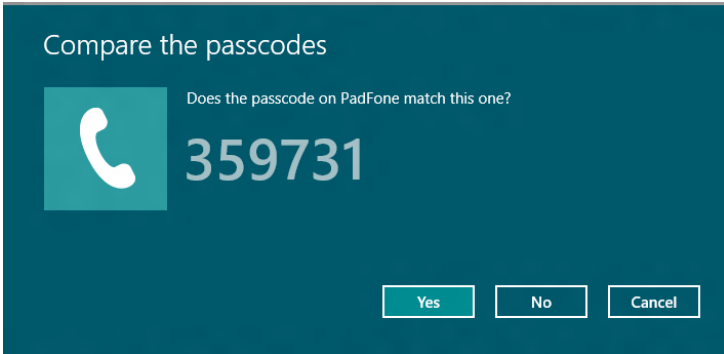 Compare the passcodes
Does the passcode on PadFone match this one?
359731
Yes No Cancel